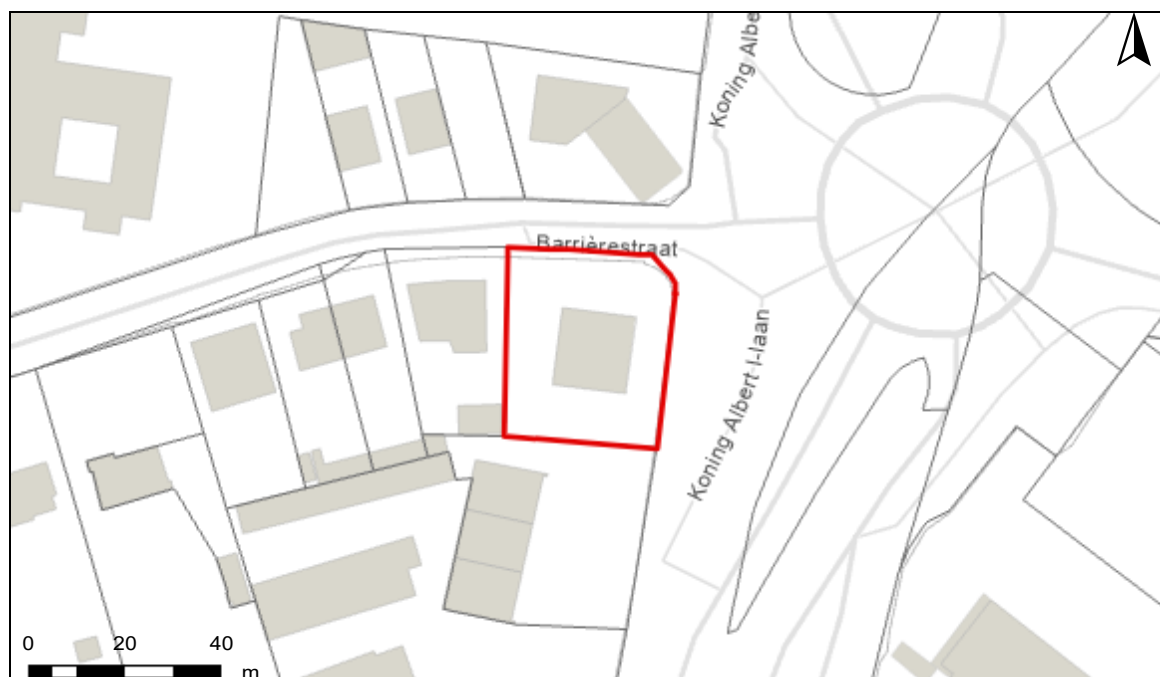 Koning Albe
Barrièrestraat
Koning Albert I-laan
0 20 40
m